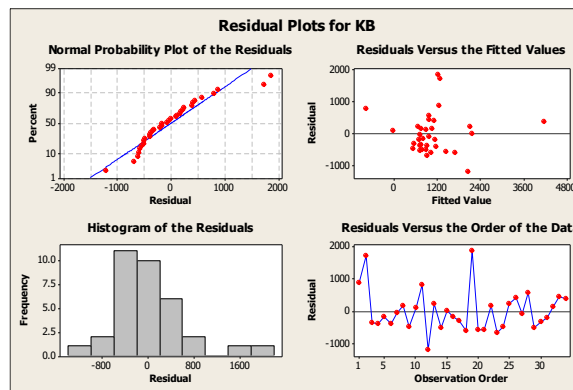 Residual Plots for KB
Normal Probability Plot of the Residuals
99
90
50
10
1
Percent
-2000 -1000 0 1000 2000
Residual
Residuals Versus the Fitted Values
2000
1000
0
-1000
Residual
0 1200 2400 3600 4800
Fitted Value
Histogram of the Residuals
10.0
7.5
5.0
2.5
0.0
Frequency
-800 0 800 1600
Residual
Residuals Versus the Order of the Dat
2000
1000
0
-1000
Residual
1 5 10 15 20 25 30
Observation Order